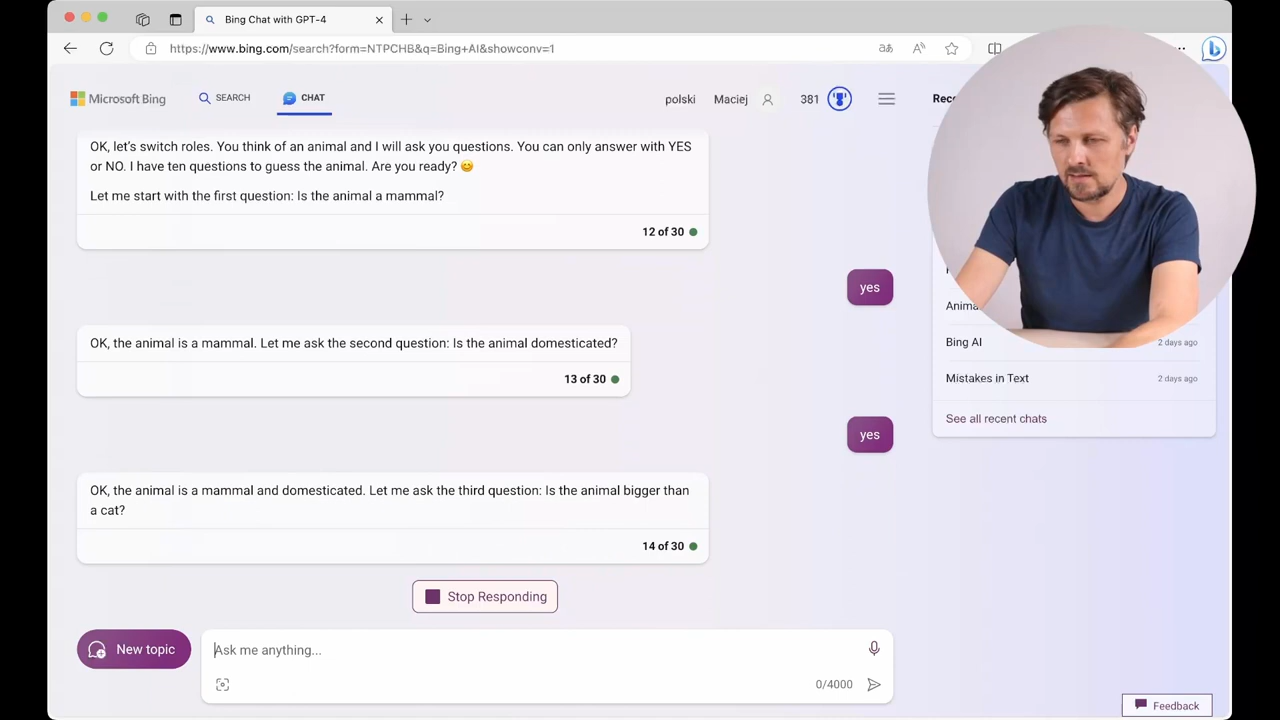 Bing Chat with GPT-4
https://www.bing.com/search?form=NTPCHB&q=Bing+AI&showconv=1
Microsoft Bing
SEARCH
CHAT
polski
Maciej
381
OK, let's switch roles. You think of an animal and I will ask you questions. You can only answer with YES
or NO. I have ten questions to guess the animal. Are you ready? 😊
Let me start with the first question: Is the animal a mammal?
12 of 30
yes
OK, the animal is a mammal. Let me ask the second question: Is the animal domesticated?
13 of 30
yes
OK, the animal is a mammal and domesticated. Let me ask the third question: Is the animal bigger than
a cat?
14 of 30
Stop Responding
New topic
Ask me anything...
0/4000
Bing AI
2 days ago
Mistakes in Text
2 days ago
See all recent chats
Feedback